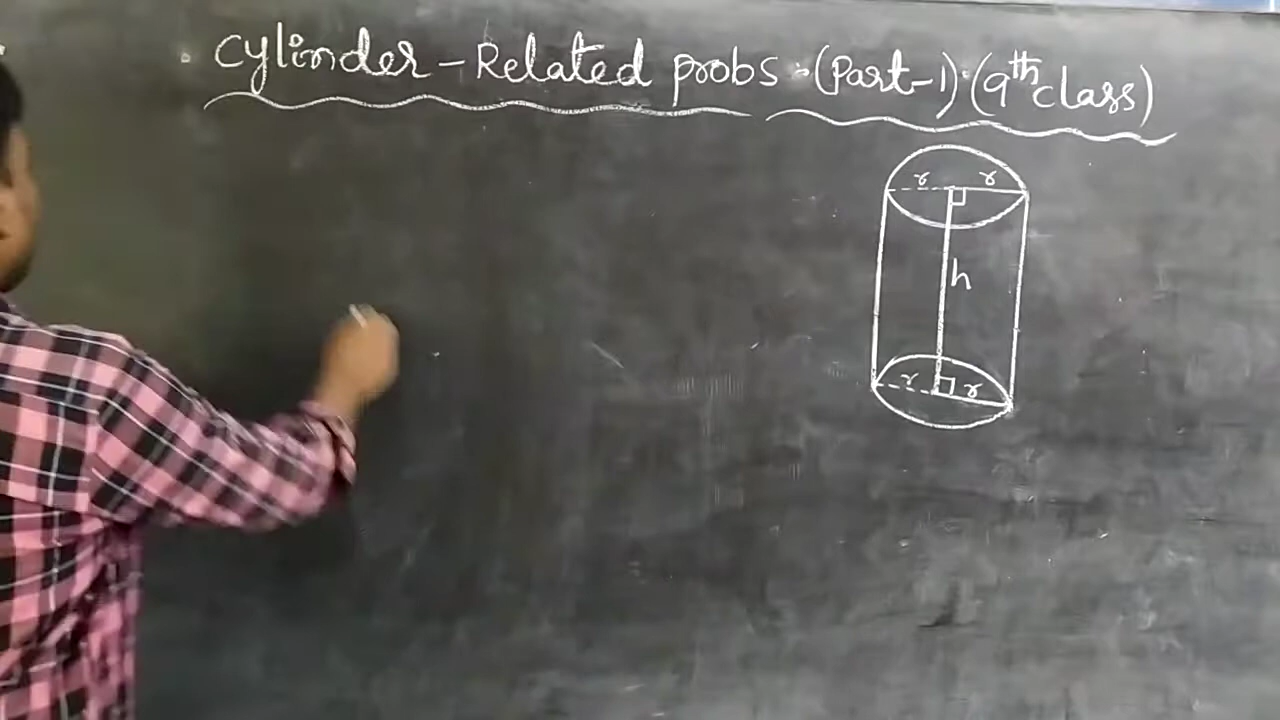 Cylinder - Related probs :- (Part-1) . (9th class)
r r
h
r r